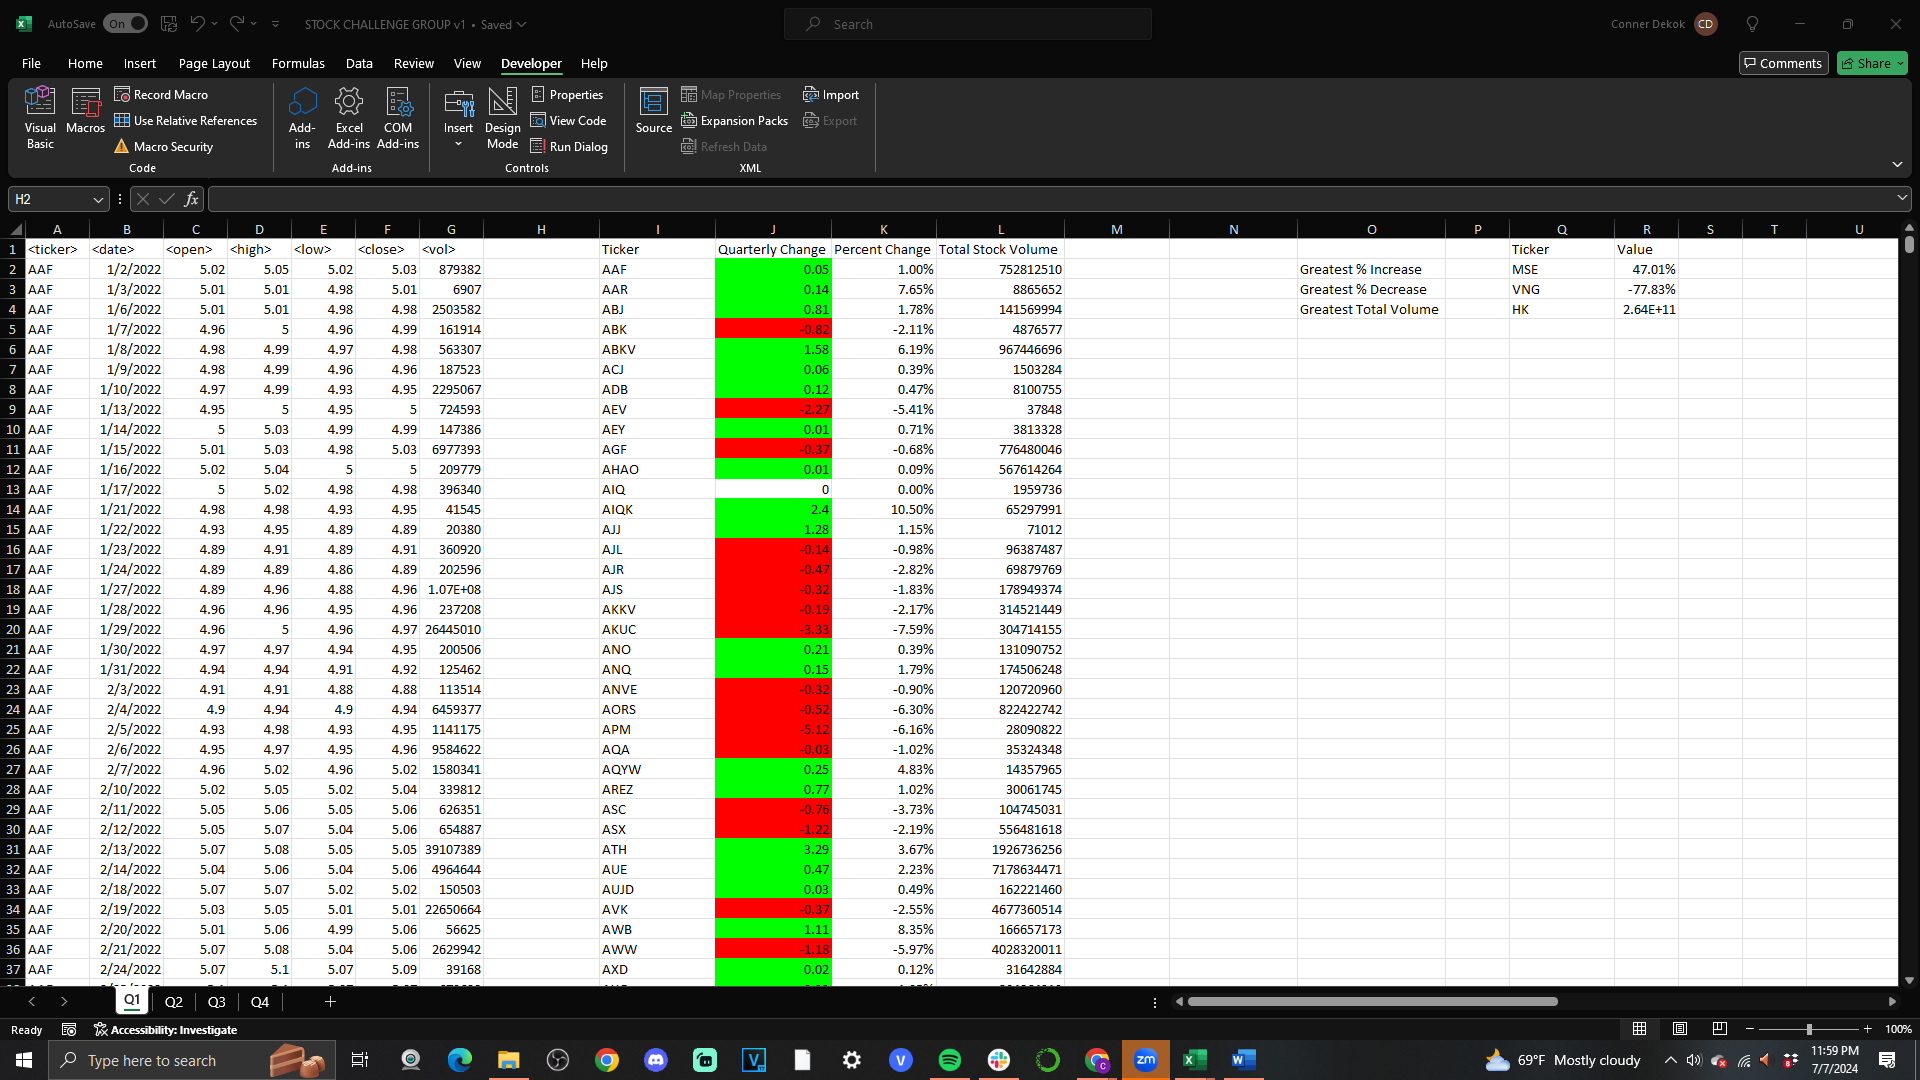 AutoSave On STOCK CHALLENGE GROUP v1 • Saved Search Conner Dekok CD
File Home Insert Page Layout Formulas Data Review View Developer Help Comments Share
Visual Basic Macros Record Macro Use Relative References Macro Security Code
Add-ins Excel Add-ins COM Add-ins Add-ins
Insert Design Mode Properties View Code Run Dialog Controls
Source Map Properties Expansion Packs Refresh Data Import Export XML
H2 fx
A B C D E F G H I J K L M N O P Q R S T U
1 <ticker> <date> <open> <high> <low> <close> <vol> Ticker Quarterly Change Percent Change Total Stock Volume Ticker Value
2 AAF 1/2/2022 5.02 5.05 5.02 5.03 879382 AAF 0.05 1.00% 752812510 Greatest % Increase MSE 47.01%
3 AAF 1/3/2022 5.01 5.01 4.98 5.01 6907 AAR 0.14 7.65% 8865652 Greatest % Decrease VNG -77.83%
4 AAF 1/6/2022 5.01 5.01 4.98 4.98 2503582 ABJ 0.81 1.78% 141569994 Greatest Total Volume HK 2.64E+11
5 AAF 1/7/2022 4.96 5 4.96 4.99 161914 ABK -0.82 -2.11% 4876577
6 AAF 1/8/2022 4.98 4.99 4.97 4.98 563307 ABKV 1.58 6.19% 967446696
7 AAF 1/9/2022 4.98 4.99 4.96 4.96 187523 ACJ 0.06 0.39% 1503284
8 AAF 1/10/2022 4.97 4.99 4.93 4.95 2295067 ADB 0.12 0.47% 8100755
9 AAF 1/13/2022 4.95 5 4.95 5 724593 AEV -2.27 -5.41% 37848
10 AAF 1/14/2022 5 5.03 4.99 4.99 147386 AEY 0.01 0.71% 3813328
11 AAF 1/15/2022 5.01 5.03 4.98 5.03 6977393 AGF -0.37 -0.68% 776480046
12 AAF 1/16/2022 5.02 5.04 5 5 209779 AHAO 0.01 0.09% 567614264
13 AAF 1/17/2022 5 5.02 4.98 4.98 396340 AIQ 0 0.00% 1959736
14 AAF 1/21/2022 4.98 4.98 4.93 4.95 41545 AIQK 2.4 10.50% 65297991
15 AAF 1/22/2022 4.93 4.95 4.89 4.89 20380 AJJ 1.28 1.15% 71012
16 AAF 1/23/2022 4.89 4.91 4.89 4.91 360920 AJL -0.14 -0.98% 96387487
17 AAF 1/24/2022 4.89 4.89 4.86 4.89 202596 AJR -0.47 -2.82% 69879769
18 AAF 1/27/2022 4.89 4.96 4.88 4.96 1.07E+08 AJS -0.32 -1.83% 178949374
19 AAF 1/28/2022 4.96 4.96 4.95 4.96 237208 AKKV -0.19 -2.17% 314521449
20 AAF 1/29/2022 4.96 5 4.96 4.97 26445010 AKUC -3.33 -7.59% 304714155
21 AAF 1/30/2022 4.97 4.97 4.94 4.95 200506 ANO 0.21 0.39% 131090752
22 AAF 1/31/2022 4.94 4.94 4.91 4.92 125462 ANQ 0.15 1.79% 174506248
23 AAF 2/3/2022 4.91 4.91 4.88 4.88 113514 ANVE -0.32 -0.90% 120720960
24 AAF 2/4/2022 4.9 4.94 4.9 4.94 6459377 AORS -0.52 -6.30% 822422742
25 AAF 2/5/2022 4.93 4.98 4.93 4.95 1141175 APM -5.12 -6.16% 28090822
26 AAF 2/6/2022 4.95 4.97 4.95 4.96 9584622 AQA -0.03 -1.02% 35324348
27 AAF 2/7/2022 4.96 5.02 4.96 5.02 1580341 AQYW 0.25 4.83% 14357965
28 AAF 2/10/2022 5.02 5.05 5.02 5.04 339812 AREZ 0.77 1.02% 30061745
29 AAF 2/11/2022 5.05 5.06 5.05 5.06 626351 ASC -0.76 -3.73% 104745031
30 AAF 2/12/2022 5.05 5.07 5.04 5.06 654887 ASX -1.22 -2.19% 556481618
31 AAF 2/13/2022 5.07 5.08 5.05 5.05 39107389 ATH 3.29 3.67% 1926736256
32 AAF 2/14/2022 5.04 5.06 5.04 5.06 4964644 AUE 0.47 2.23% 7178634471
33 AAF 2/18/2022 5.07 5.07 5.02 5.02 150503 AUJD 0.03 0.49% 162221460
34 AAF 2/19/2022 5.03 5.05 5.01 5.01 22650664 AVK -0.37 -2.55% 4677360514
35 AAF 2/20/2022 5.01 5.06 4.99 5.06 56625 AWB 1.11 8.35% 166657173
36 AAF 2/21/2022 5.07 5.08 5.04 5.06 2629942 AWW -1.18 -5.97% 4028320011
37 AAF 2/24/2022 5.07 5.1 5.07 5.09 39168 AXD 0.02 0.12% 31642884
Q1 Q2 Q3 Q4
Ready Accessibility: Investigate 100%
Type here to search 69°F Mostly cloudy 11:59 PM
7/7/2024